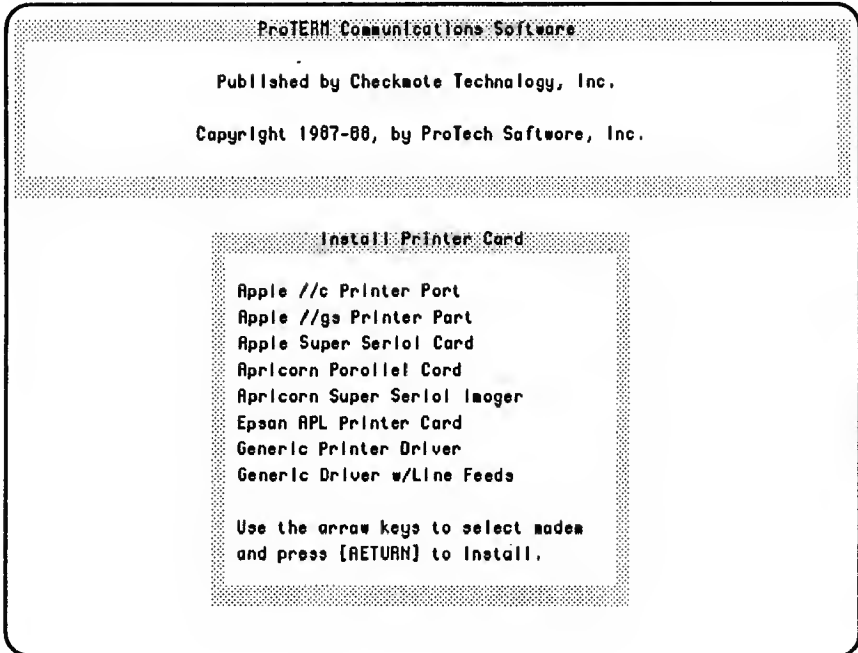 ProTERM Communications Software
Published by Checkmate Technology, Inc.
Copyright 1987-88, by ProTech Software, Inc.
Install Printer Card
Apple //c Printer Port
Apple //gs Printer Port
Apple Super Serial Card
Apricorn Parallel Card
Apricorn Super Serial Imager
Epson APL Printer Card
Generic Printer Driver
Generic Driver w/Line Feeds
Use the arrow keys to select modem
and press [RETURN] to Install.